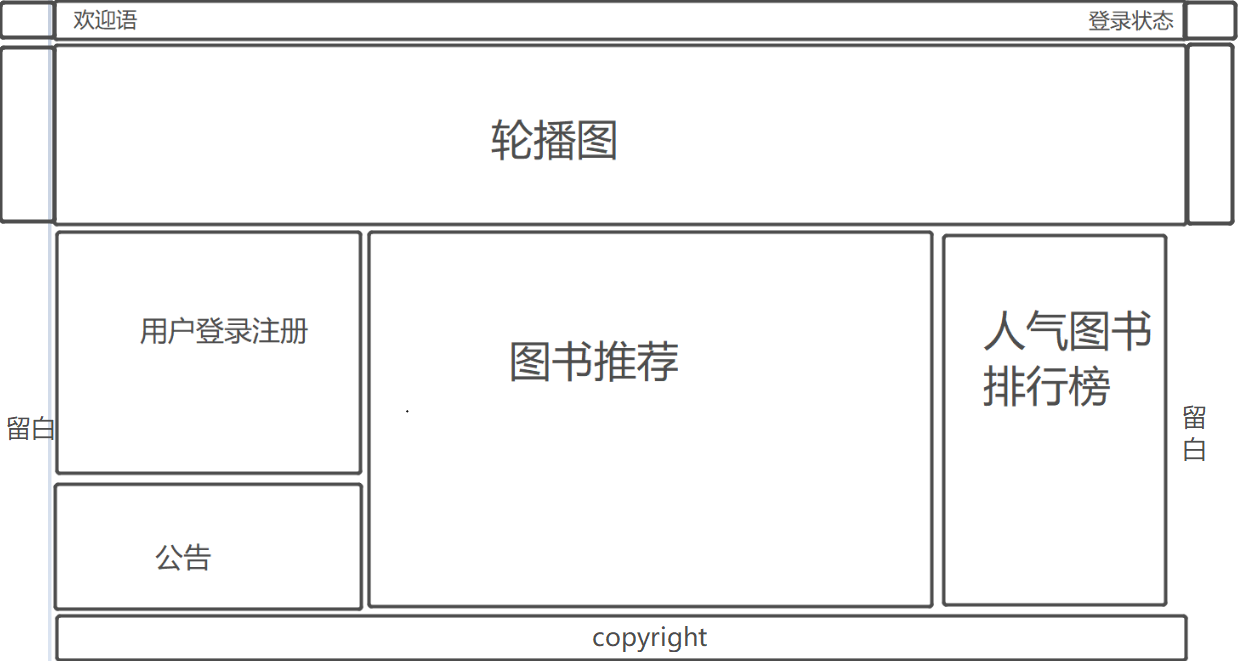 欢迎语
登录状态
轮播图
用户登录注册
图书推荐
人气图书
排行榜
留白
留
白
公告
copyright